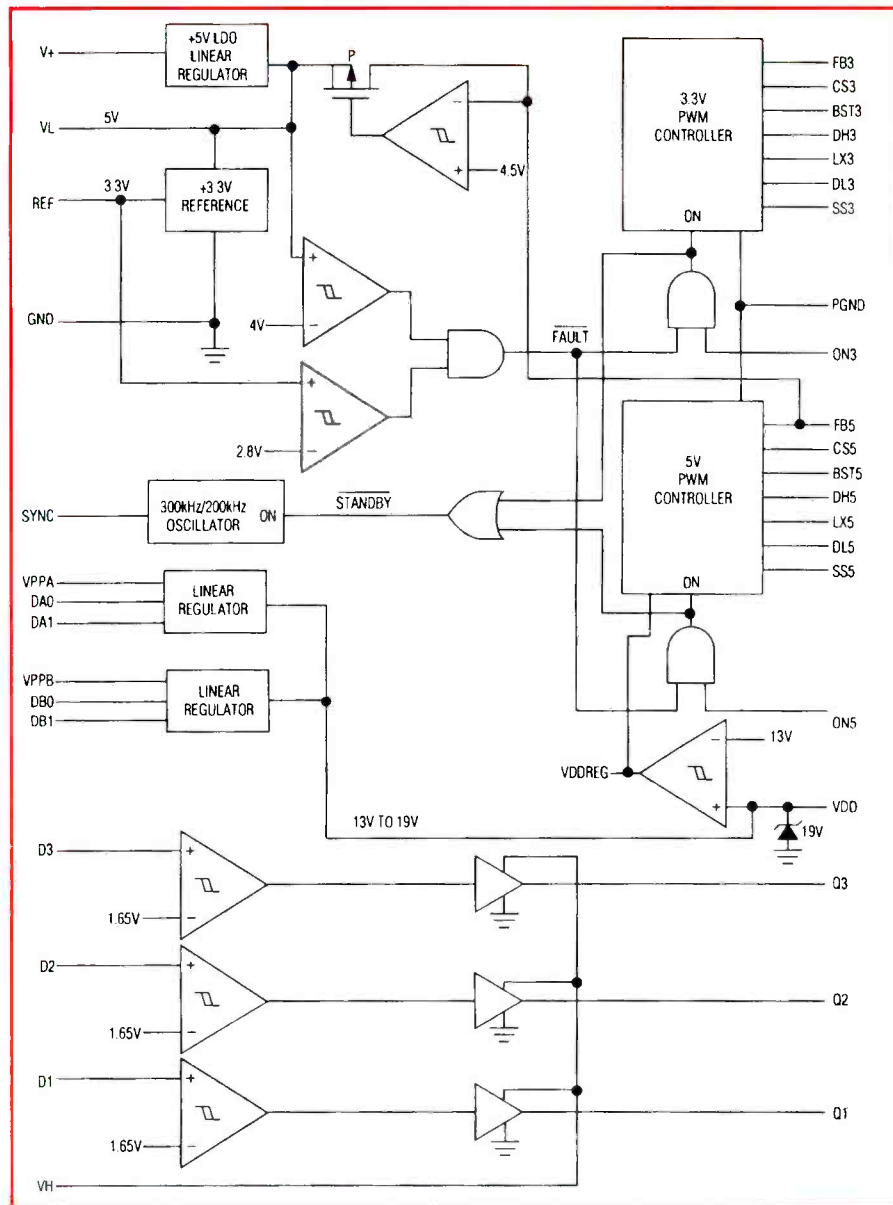 V+
+5V LDO
LINEAR
REGULATOR
P
VL
5V
REF
3.3V
+3.3V
REFERENCE
GND
−
+
4.5V
3.3V
PWM
CONTROLLER
ON
FB3
CS3
BST3
DH3
LX3
DL3
SS3
PGND
ON3
+
4V
−
FAULT
+
2.8V
−
5V
PWM
CONTROLLER
ON
FB5
CS5
BST5
DH5
LX5
DL5
SS5
ON5
SYNC
300kHz/200kHz
OSCILLATOR
ON
STANDBY
VPPA
DA0
DA1
LINEAR
REGULATOR
VPPB
DB0
DB1
LINEAR
REGULATOR
VDDREG
−
13V
+
VDD
19V
13V TO 19V
D3
+
1.65V
−
Q3
D2
+
1.65V
−
Q2
D1
+
1.65V
−
Q1
VH